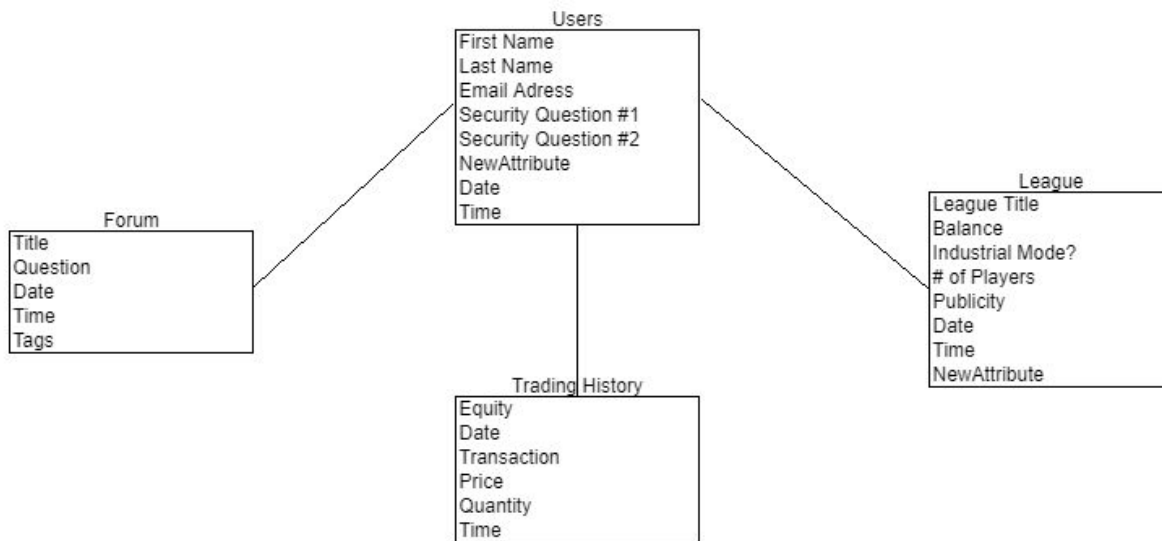 Users
First Name
Last Name
Email Adress
Security Question #1
Security Question #2
NewAttribute
Date
Time
Forum
Title
Question
Date
Time
Tags
League
League Title
Balance
Industrial Mode?
# of Players
Publicity
Date
Time
NewAttribute
Trading History
Equity
Date
Transaction
Price
Quantity
Time